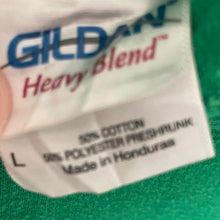 GILDAN
Heavy Blend™
50% COTTON
L 50% POLYESTER PRESHRUNK
Made in Honduras